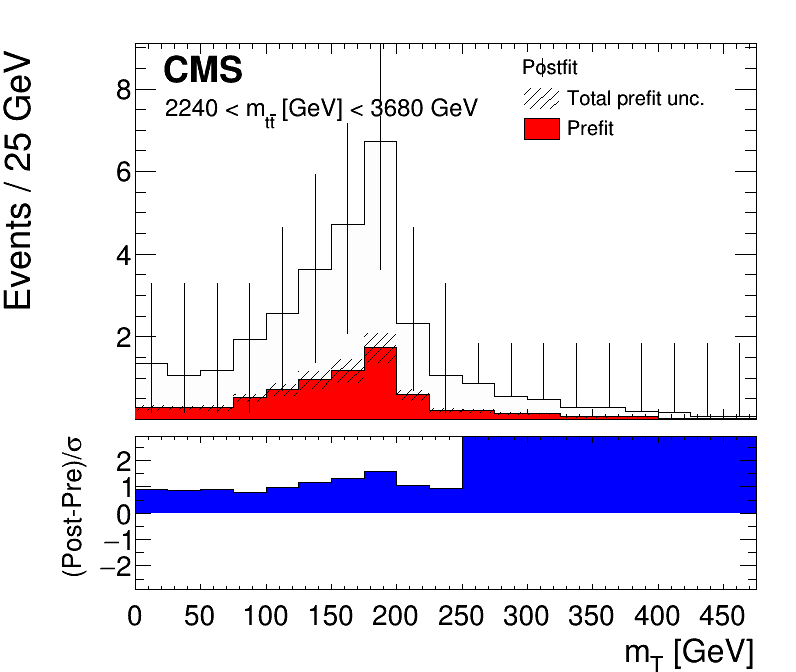 CMS
2240 < m_tt̄ [GeV] < 3680 GeV
Postfit
Total prefit unc.
Prefit
Events / 25 GeV
8
6
4
2
(Post-Pre)/σ
2
1
0
−1
−2
0 50 100 150 200 250 300 350 400 450
m_T [GeV]